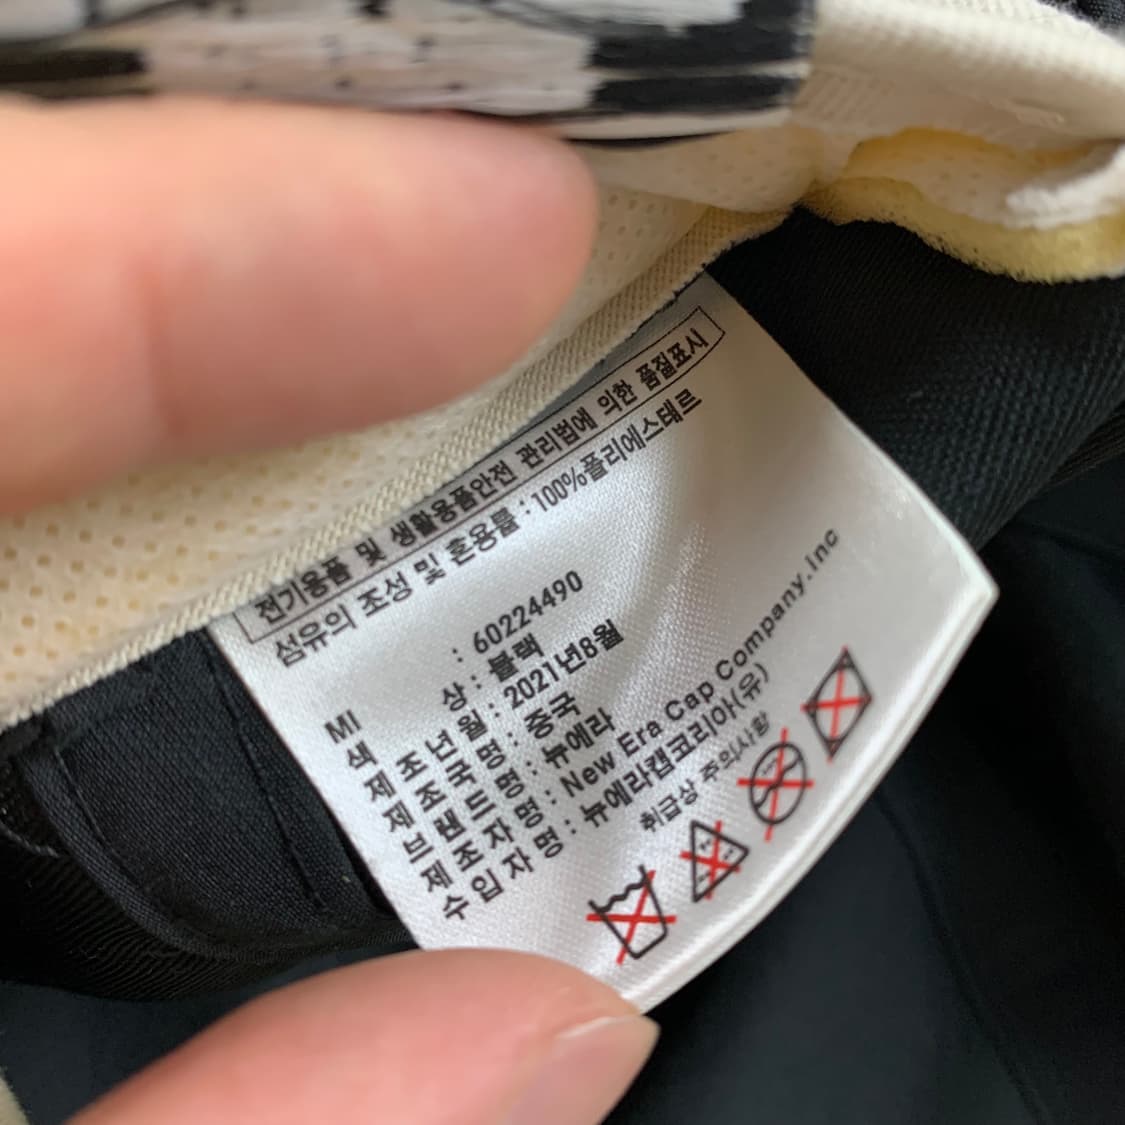 전기용품 및 생활용품안전 관리법에 의한 품질표시
섬유의 조성 및 혼용률 : 100%폴리에스테르
MI : 60224490
색 상 : 블랙
제 조 년 월 : 2021년8월
제 조 국 명 : 중국
브 랜 드 명 : 뉴에라
제 조 자 명 : New Era Cap Company.inc
수 입 자 명 : 뉴에라캡코리아(유)
취급상 주의사항